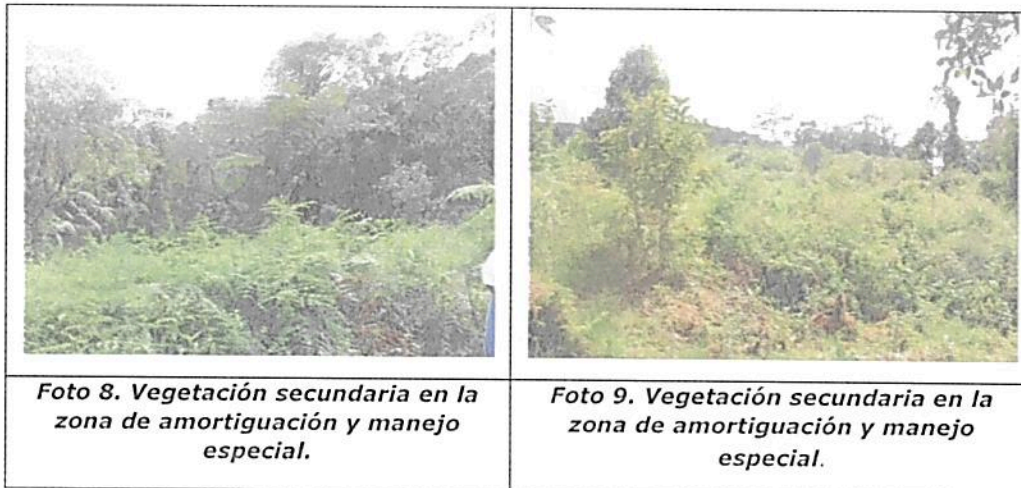 Foto 8. Vegetación secundaria en la
zona de amortiguación y manejo
especial.
Foto 9. Vegetación secundaria en la
zona de amortiguación y manejo
especial.